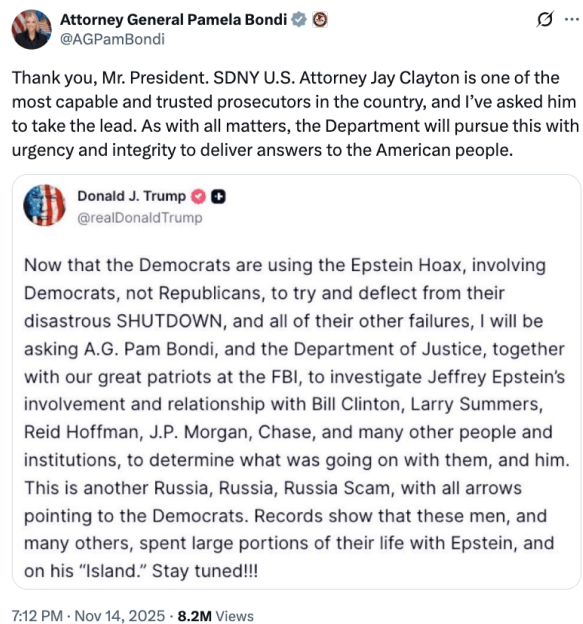 Attorney General Pamela Bondi
@AGPamBondi
Thank you, Mr. President. SDNY U.S. Attorney Jay Clayton is one of the
most capable and trusted prosecutors in the country, and I’ve asked him
to take the lead. As with all matters, the Department will pursue this with
urgency and integrity to deliver answers to the American people.
Donald J. Trump
@realDonaldTrump
Now that the Democrats are using the Epstein Hoax, involving
Democrats, not Republicans, to try and deflect from their
disastrous SHUTDOWN, and all of their other failures, I will be
asking A.G. Pam Bondi, and the Department of Justice, together
with our great patriots at the FBI, to investigate Jeffrey Epstein’s
involvement and relationship with Bill Clinton, Larry Summers,
Reid Hoffman, J.P. Morgan, Chase, and many other people and
institutions, to determine what was going on with them, and him.
This is another Russia, Russia, Russia Scam, with all arrows
pointing to the Democrats. Records show that these men, and
many others, spent large portions of their life with Epstein, and
on his “Island.” Stay tuned!!!
7:12 PM · Nov 14, 2025 · 8.2M Views